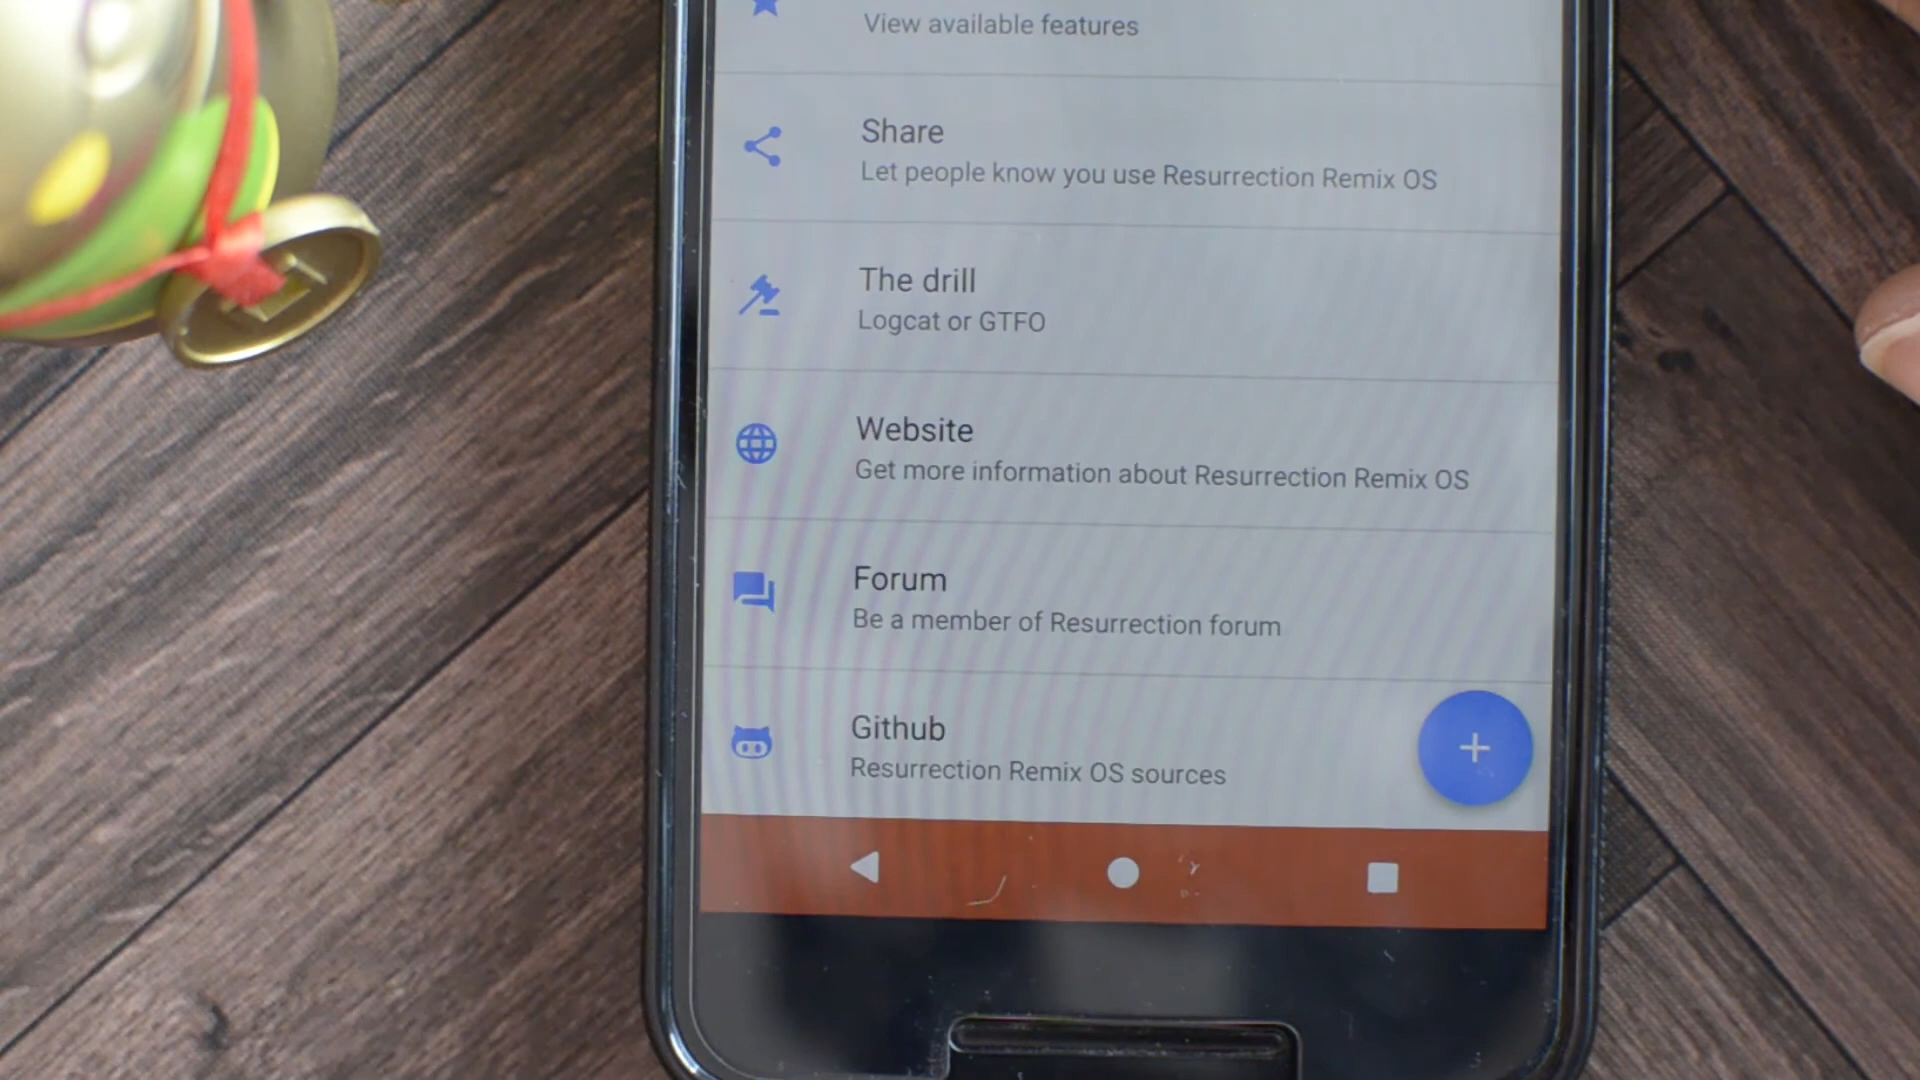 View available features
Share
Let people know you use Resurrection Remix OS
The drill
Logcat or GTFO
Website
Get more information about Resurrection Remix OS
Forum
Be a member of Resurrection forum
Github
Resurrection Remix OS sources